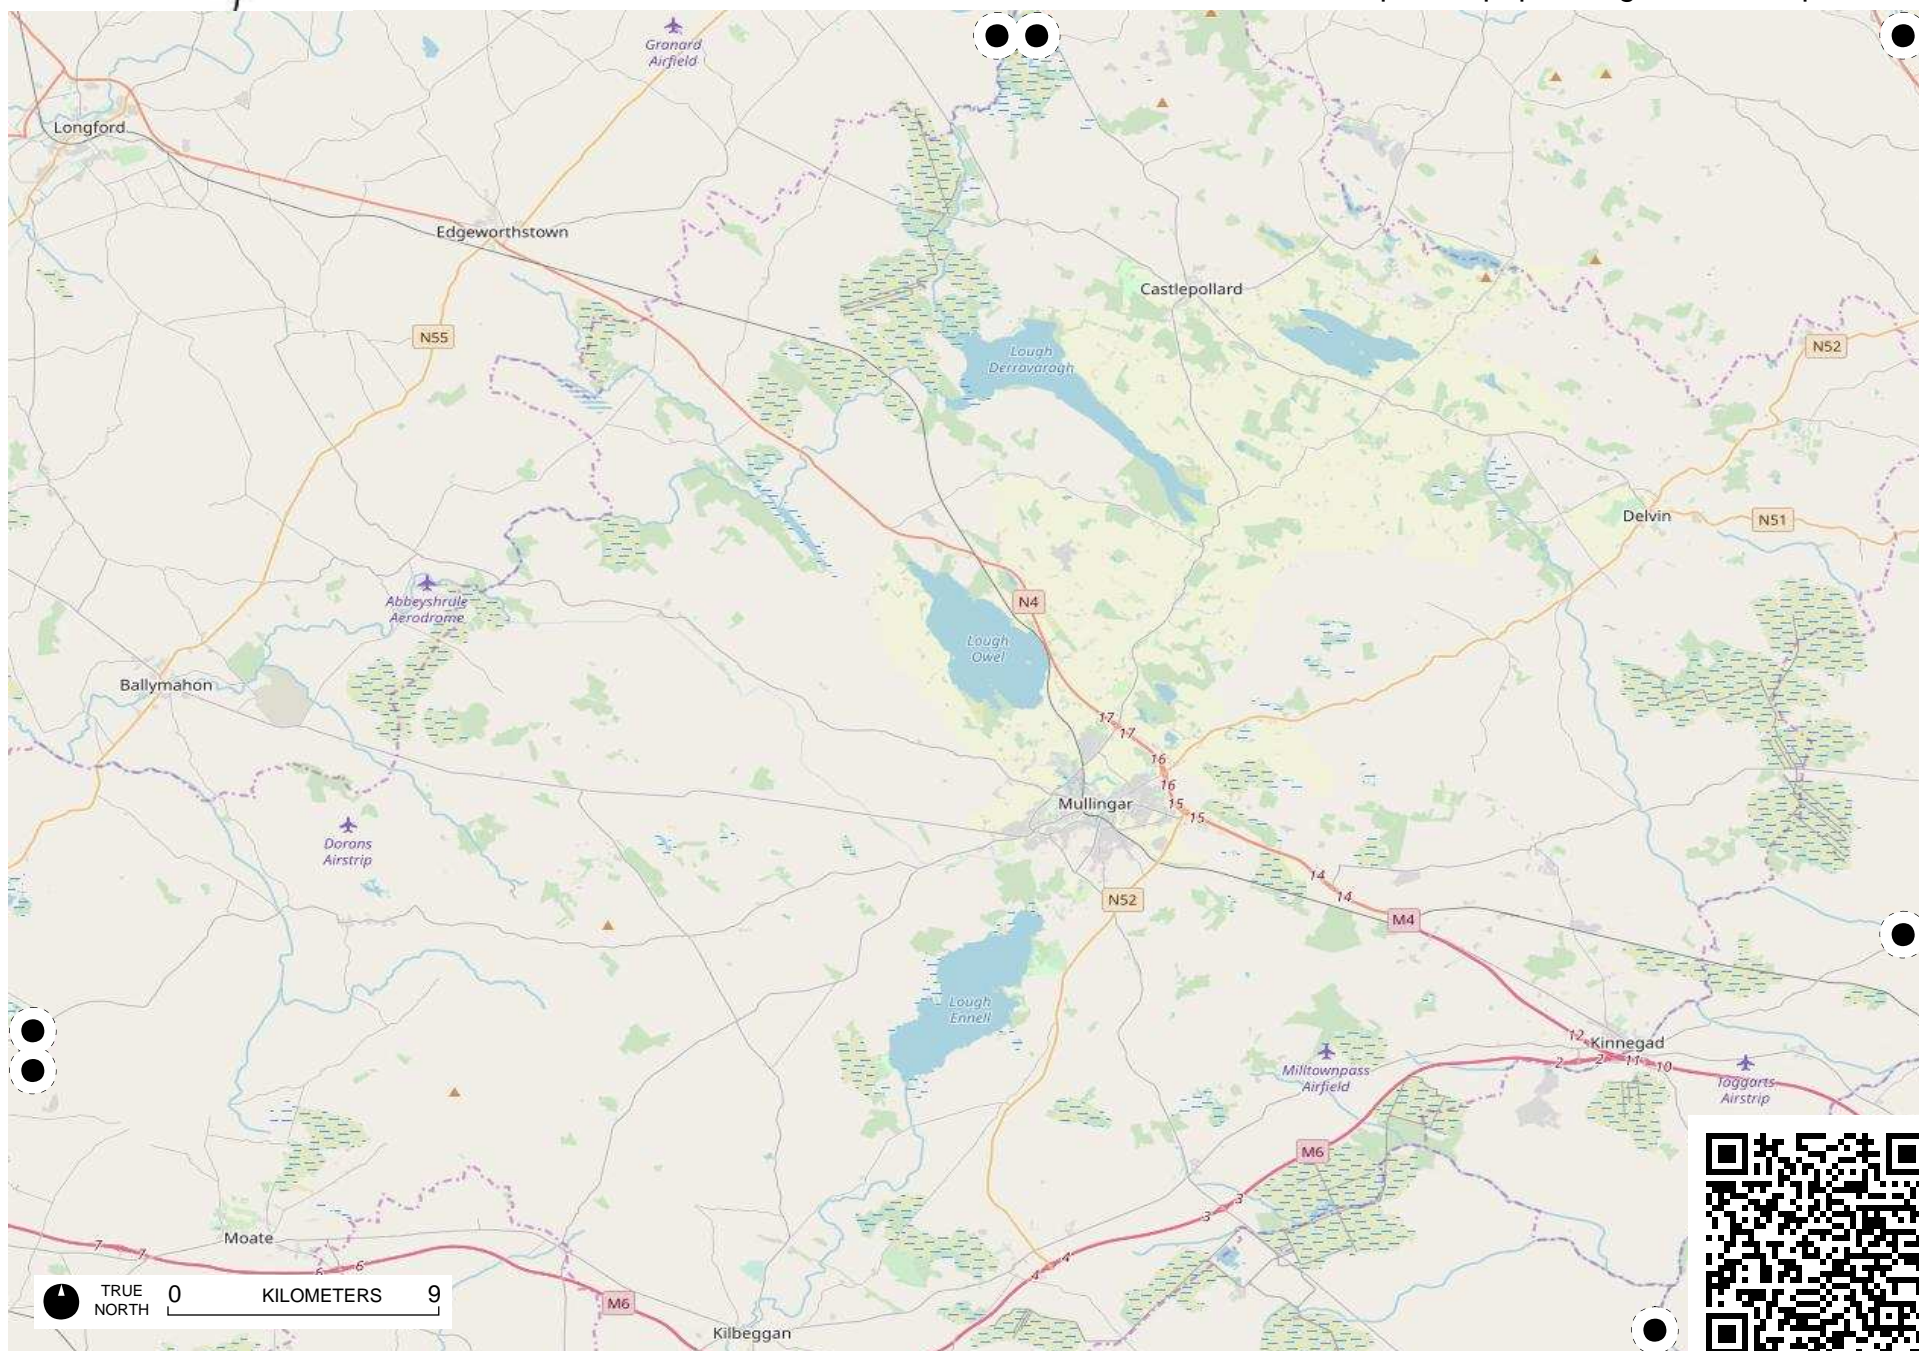 Granard
Airfield
Longford
Edgeworthstown
Castlepollard
N55
N52
Lough
Derravaragh
Delvin
N51
Abbeyshrule
Aerodrome
N4
Lough
Owel
Ballymahon
17
17
16
16
Mullingar
15
15
Dorans
Airstrip
14
14
N52
M4
Lough
Ennell
12
Kinnegad
2
2
11
10
Milltownpass
Airfield
Taggarts
Airstrip
M6
3
3
Moate
7
7
6
6
4
4
TRUE
NORTH
0
KILOMETERS
9
M6
Kilbeggan